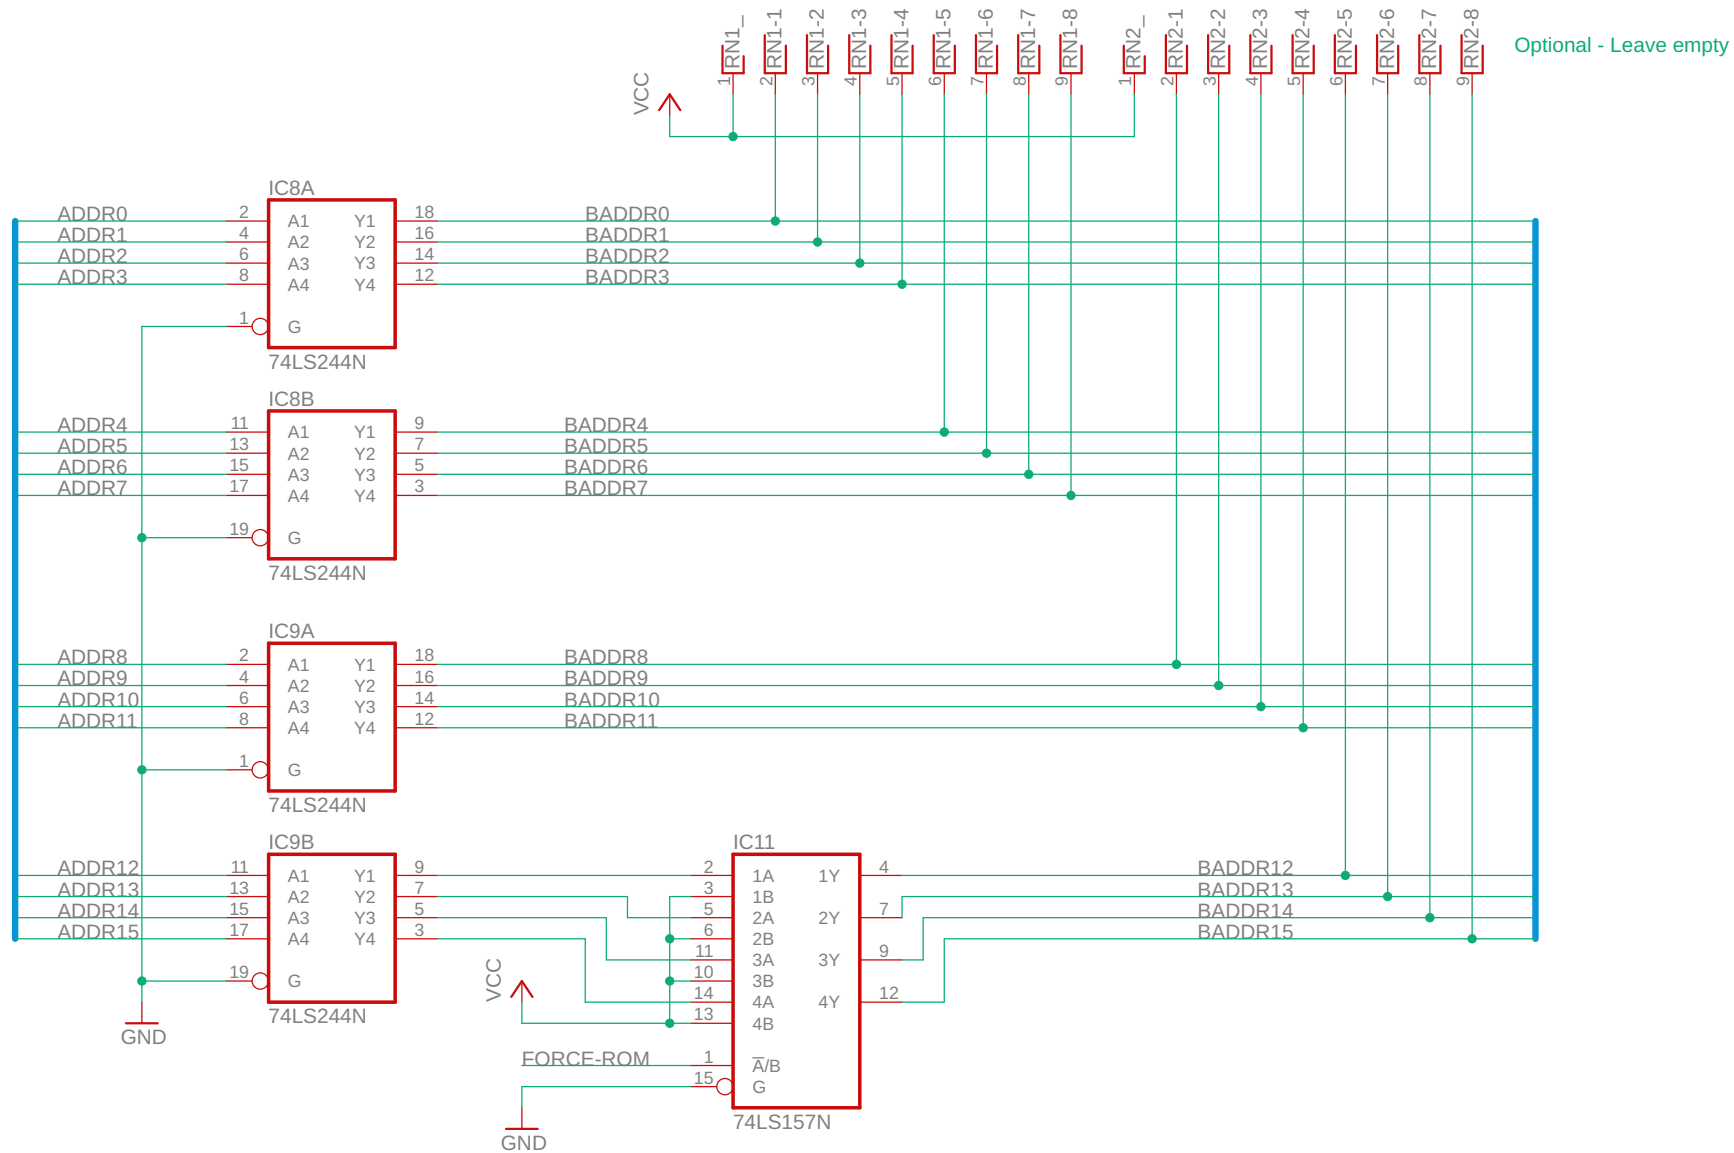 RN1_ RN1-1 RN1-2 RN1-3 RN1-4 RN1-5 RN1-6 RN1-7 RN1-8 RN2_ RN2-1 RN2-2 RN2-3 RN2-4 RN2-5 RN2-6 RN2-7 RN2-8
Optional - Leave empty
1 2 3 4 5 6 7 8 9 1 2 3 4 5 6 7 8 9
VCC
IC8A
ADDR0 2 A1 Y1 18 BADDR0
ADDR1 4 A2 Y2 16 BADDR1
ADDR2 6 A3 Y3 14 BADDR2
ADDR3 8 A4 Y4 12 BADDR3
1 G
74LS244N
IC8B
ADDR4 11 A1 Y1 9 BADDR4
ADDR5 13 A2 Y2 7 BADDR5
ADDR6 15 A3 Y3 5 BADDR6
ADDR7 17 A4 Y4 3 BADDR7
19 G
74LS244N
IC9A
ADDR8 2 A1 Y1 18 BADDR8
ADDR9 4 A2 Y2 16 BADDR9
ADDR10 6 A3 Y3 14 BADDR10
ADDR11 8 A4 Y4 12 BADDR11
1 G
74LS244N
IC9B IC11
ADDR12 11 A1 Y1 9 2 1A 1Y 4 BADDR12
ADDR13 13 A2 Y2 7 3 1B BADDR13
ADDR14 15 A3 Y3 5 5 2A 2Y 7 BADDR14
ADDR15 17 A4 Y4 3 6 2B BADDR15
11 3A 3Y 9
19 G VCC 10 3B
14 4A 4Y 12
74LS244N 13 4B
GND
FORCE-ROM 1 A̅/B
15 G
74LS157N
GND